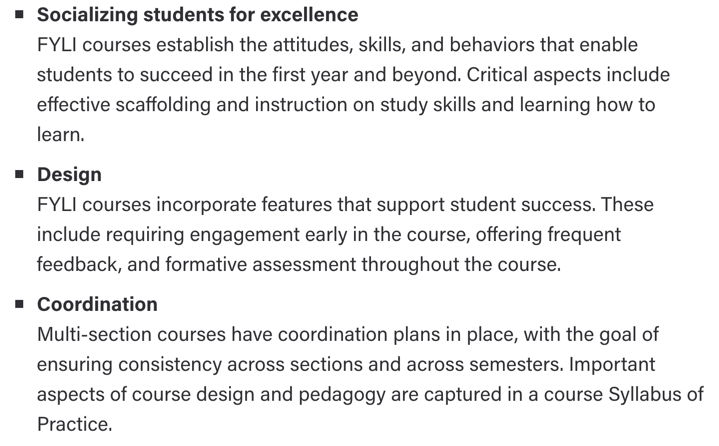 ▪ Socializing students for excellence
FYLI courses establish the attitudes, skills, and behaviors that enable
students to succeed in the first year and beyond. Critical aspects include
effective scaffolding and instruction on study skills and learning how to
learn.
▪ Design
FYLI courses incorporate features that support student success. These
include requiring engagement early in the course, offering frequent
feedback, and formative assessment throughout the course.
▪ Coordination
Multi-section courses have coordination plans in place, with the goal of
ensuring consistency across sections and across semesters. Important
aspects of course design and pedagogy are captured in a course Syllabus of
Practice.